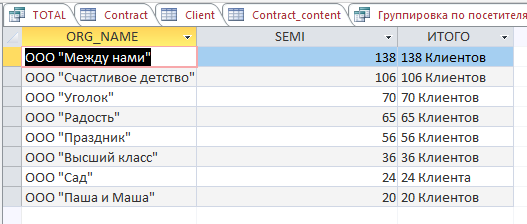 TOTAL Contract Client Contract_content Группировка по посетителя
ORG_NAME SEMI ИТОГО
ООО "Между нами" 138 138 Клиентов
ООО "Счастливое детство" 106 106 Клиентов
ООО "Уголок" 70 70 Клиентов
ООО "Радость" 65 65 Клиентов
ООО "Праздник" 56 56 Клиентов
ООО "Высший класс" 36 36 Клиентов
ООО "Сад" 24 24 Клиента
ООО "Паша и Маша" 20 20 Клиентов